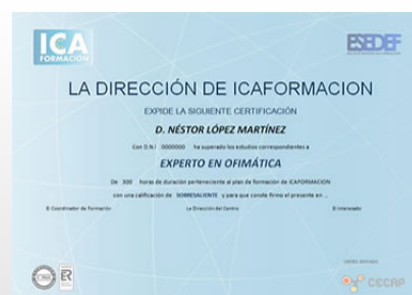 ICA
FORMACIÓN
ESEDEF
LA DIRECCIÓN DE ICAFORMACION
EXPIDE LA SIGUIENTE CERTIFICACIÓN
D. NÉSTOR LÓPEZ MARTÍNEZ
Con D.N.I 0000000 ha superado los estudios correspondientes a
EXPERTO EN OFIMÁTICA
De 300 horas de duración perteneciente al plan de formación de ICAFORMACION
con una calificación de SOBRESALIENTE y para que conste firmo el presente en ...
El Coordinador de Formación
La Dirección del Centro
El interesado
ER
CECAP